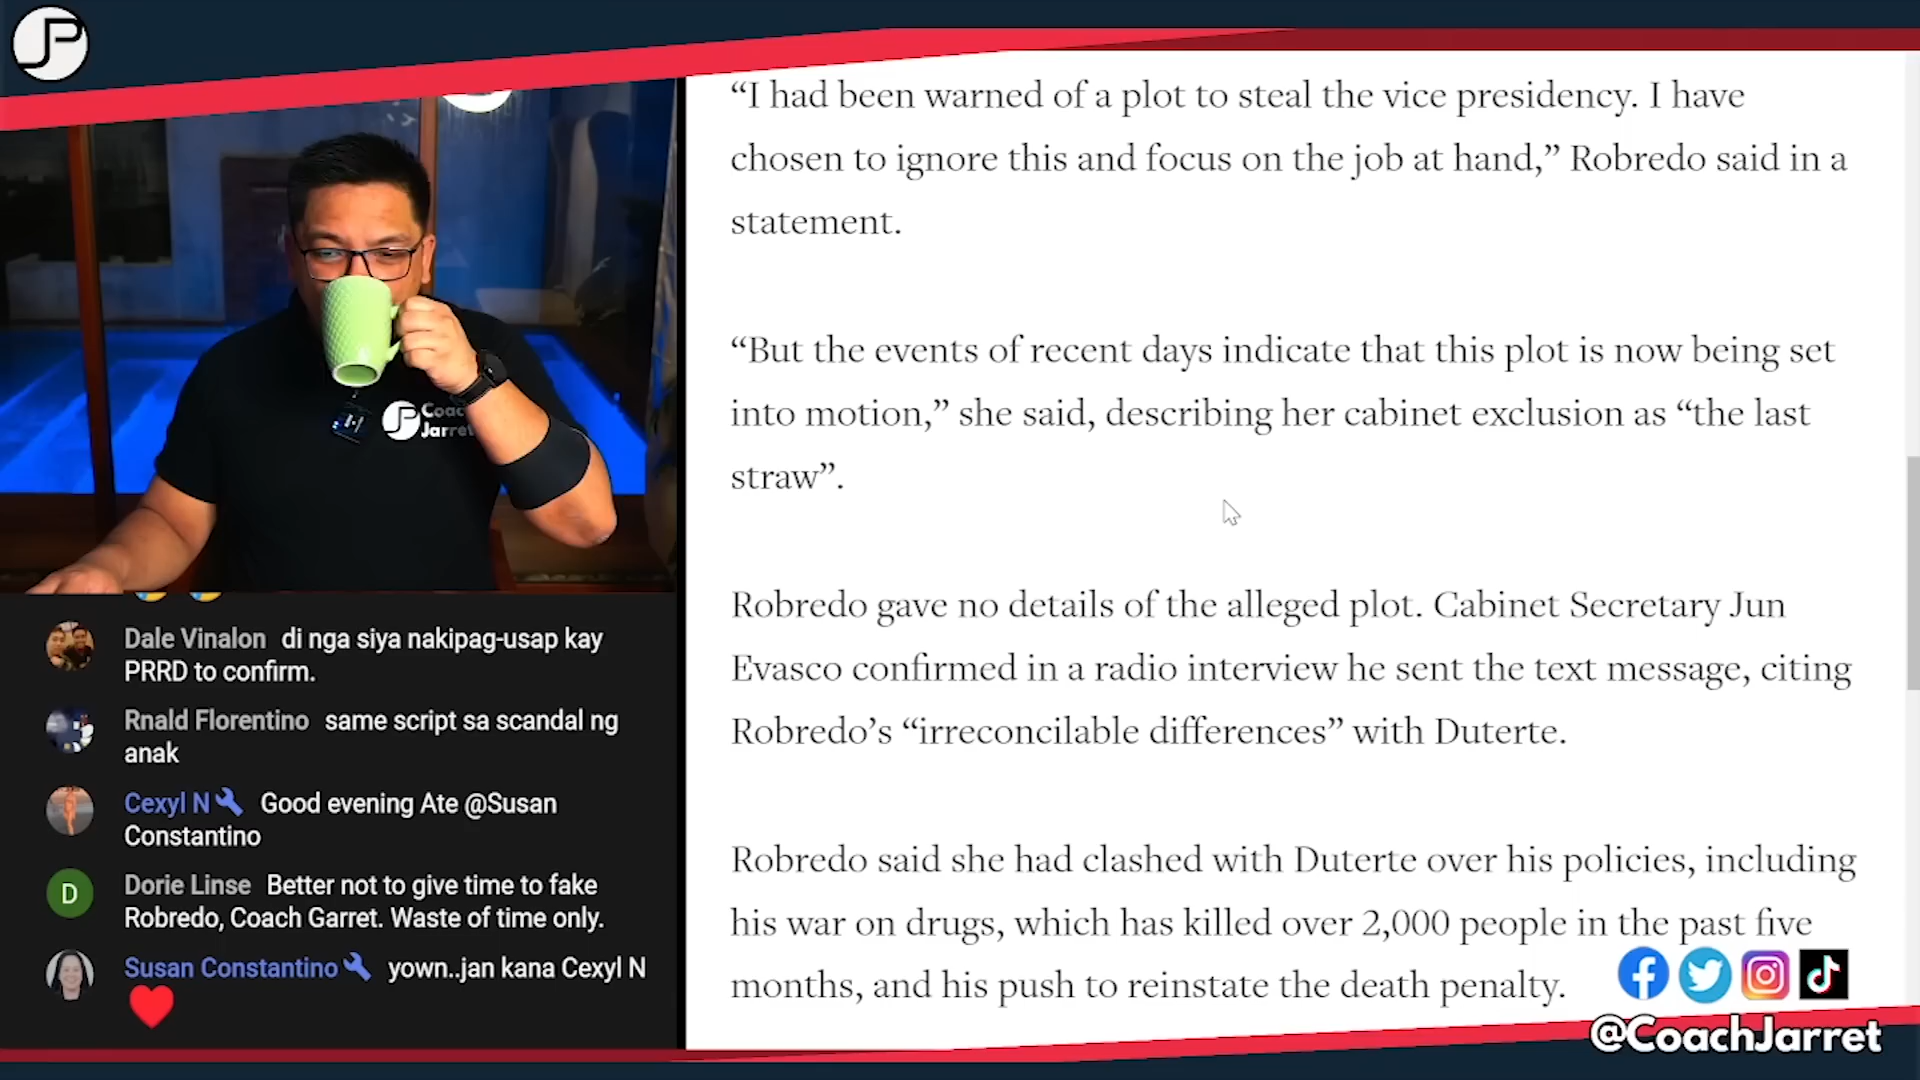 JP
“I had been warned of a plot to steal the vice presidency. I have
chosen to ignore this and focus on the job at hand,” Robredo said in a
statement.
“But the events of recent days indicate that this plot is now being set
into motion,” she said, describing her cabinet exclusion as “the last
straw”.
Robredo gave no details of the alleged plot. Cabinet Secretary Jun
Evasco confirmed in a radio interview he sent the text message, citing
Robredo’s “irreconcilable differences” with Duterte.
Robredo said she had clashed with Duterte over his policies, including
his war on drugs, which has killed over 2,000 people in the past five
months, and his push to reinstate the death penalty.
JP Coach
Jarret
Dale Vinalon di nga siya nakipag-usap kay
PRRD to confirm.
Rnald Florentino same script sa scandal ng
anak
Cexyl N Good evening Ate @Susan
Constantino
D Dorie Linse Better not to give time to fake
Robredo, Coach Garret. Waste of time only.
Susan Constantino yown..jan kana Cexyl N
@CoachJarret